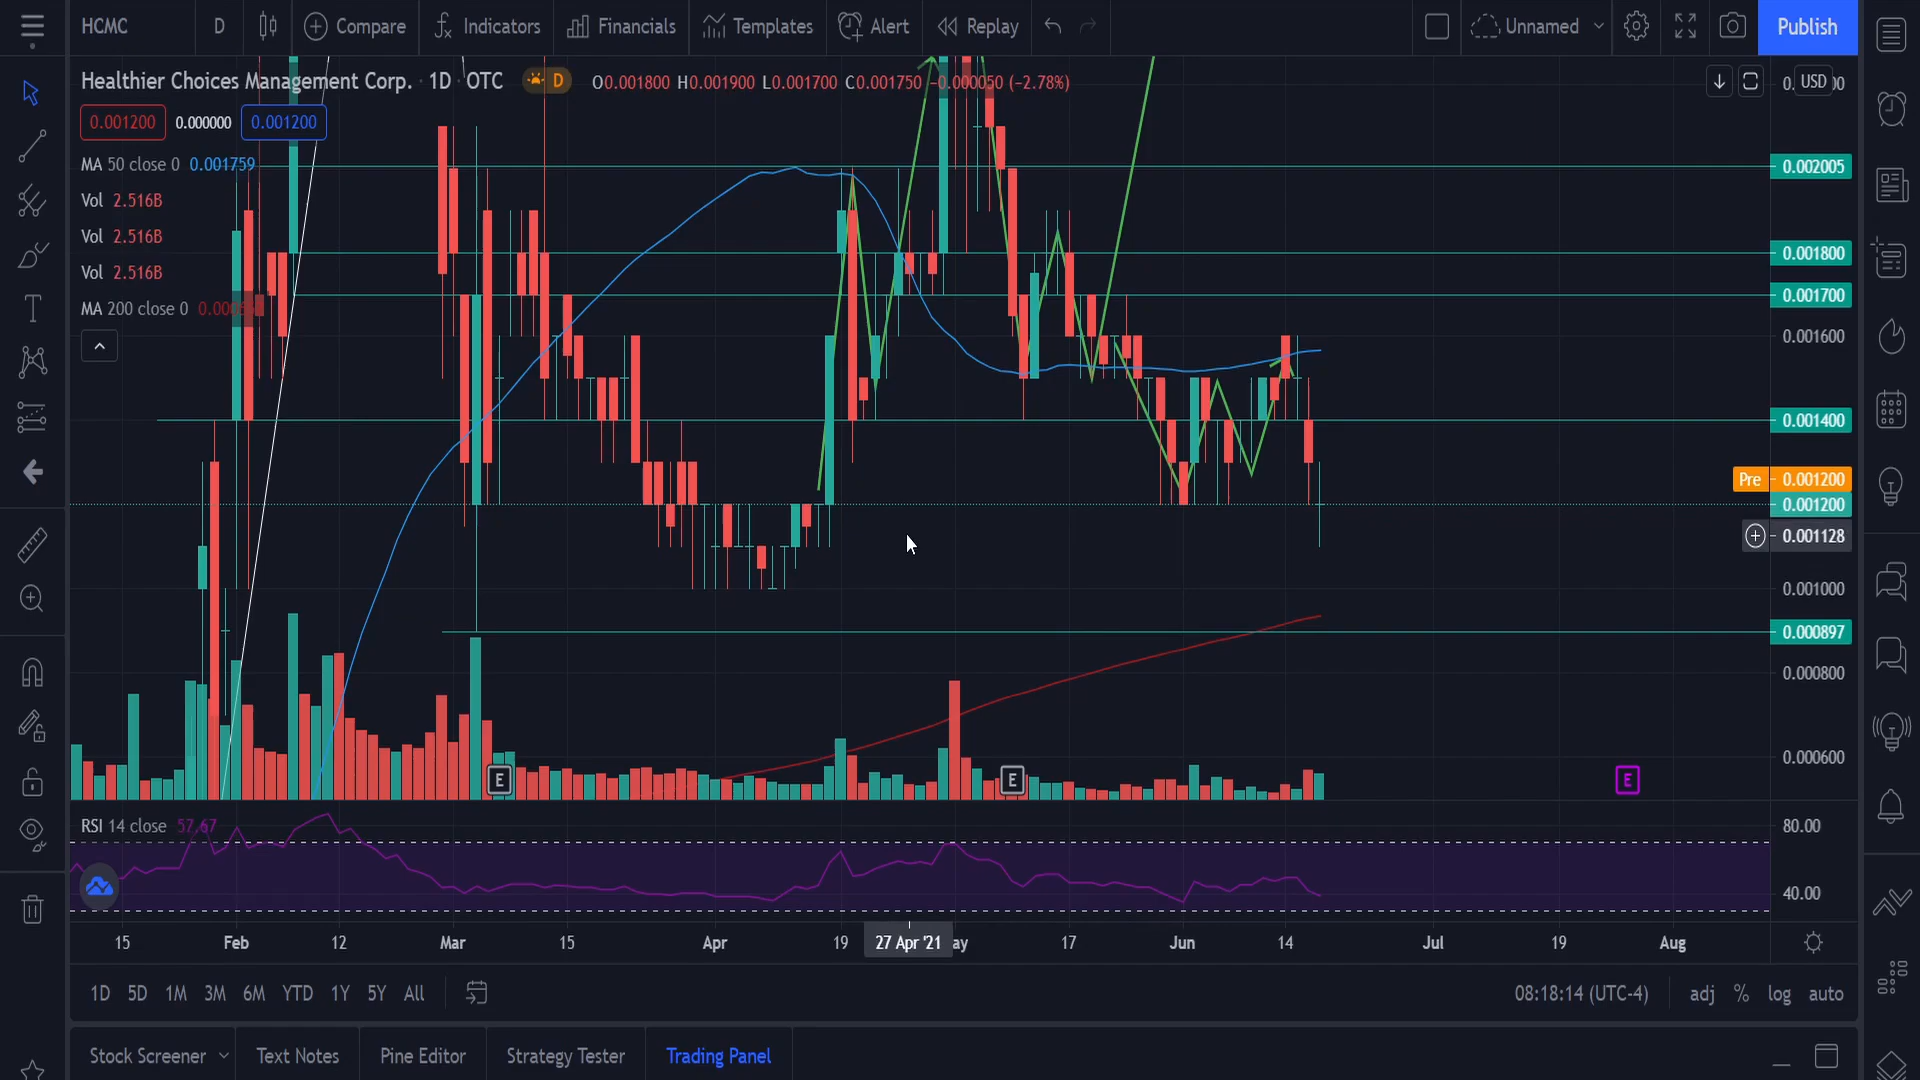 HCMC D Compare Indicators Financials Templates Alert Replay Unnamed Publish
Healthier Choices Management Corp. · 1D · OTC D O0.001800 H0.001900 L0.001700 C0.001750 −0.000050 (−2.78%)
USD
0.001200 0.000000 0.001200
MA 50 close 0 0.001759
Vol 2.516B
Vol 2.516B
Vol 2.516B
MA 200 close 0
0.002005
0.001800
0.001700
0.001600
0.001400
Pre 0.001200
0.001200
0.001128
0.001000
0.000897
0.000800
0.000600
E E E
RSI 14 close 57.67
80.00
40.00
15 Feb 12 Mar 15 Apr 19 27 Apr '21 ay 17 Jun 14 Jul 19 Aug
1D 5D 1M 3M 6M YTD 1Y 5Y All 08:18:14 (UTC-4) adj % log auto
Stock Screener Text Notes Pine Editor Strategy Tester Trading Panel